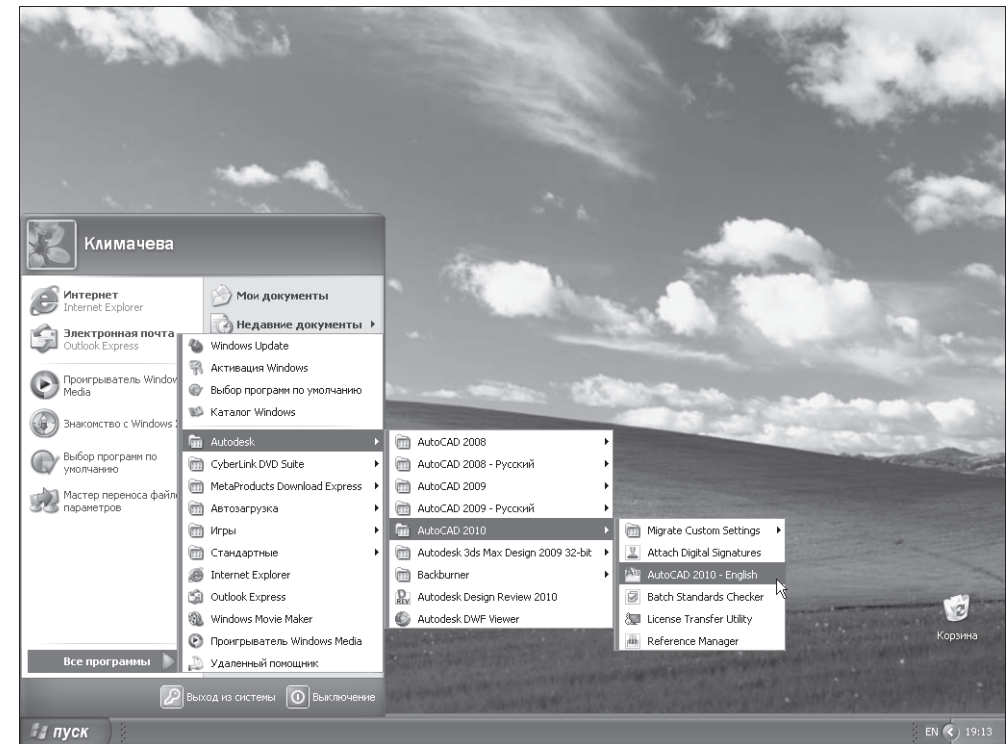 Климачева
Интернет
Internet Explorer
Электронная почта
Outlook Express
Проигрыватель Window
Media
Знакомство с Windows
Выбор программ по
умолчанию
Мастер переноса файл
параметров
Все программы
Мои документы
Недавние документы
Windows Update
Активация Windows
Выбор программ по умолчанию
Каталог Windows
Autodesk
CyberLink DVD Suite
MetaProducts Download Express
Автозагрузка
Игры
Стандартные
Internet Explorer
Outlook Express
Windows Movie Maker
Проигрыватель Windows Media
Удаленный помощник
AutoCAD 2008
AutoCAD 2008 - Русский
AutoCAD 2009
AutoCAD 2009 - Русский
AutoCAD 2010
Autodesk 3ds Max Design 2009 32-bit
Backburner
Autodesk Design Review 2010
Autodesk DWF Viewer
Migrate Custom Settings
Attach Digital Signatures
AutoCAD 2010 - English
Batch Standards Checker
License Transfer Utility
Reference Manager
Корзина
Выход из системы
Выключение
пуск
EN
19:13